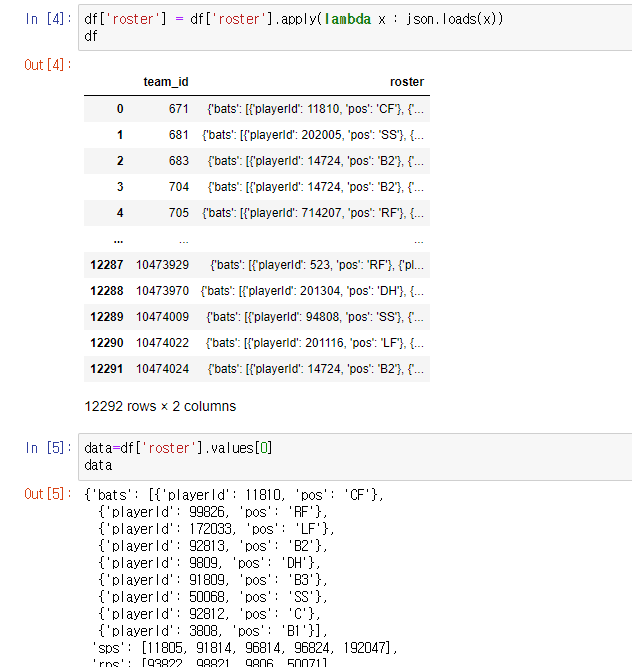 In [4]: df['roster'] = df['roster'].apply(lambda x : json.loads(x))
df
Out[4]:
team_id roster
0 671 {'bats': [{'playerId': 11810, 'pos': 'CF'}, {'...
1 681 {'bats': [{'playerId': 202005, 'pos': 'SS'}, {...
2 683 {'bats': [{'playerId': 14724, 'pos': 'B2'}, {'...
3 704 {'bats': [{'playerId': 14724, 'pos': 'B2'}, {'...
4 705 {'bats': [{'playerId': 714207, 'pos': 'RF'}, {...
... ... ...
12287 10473929 {'bats': [{'playerId': 523, 'pos': 'RF'}, {'pl...
12288 10473970 {'bats': [{'playerId': 201304, 'pos': 'DH'}, {...
12289 10474009 {'bats': [{'playerId': 94808, 'pos': 'SS'}, {'...
12290 10474022 {'bats': [{'playerId': 201116, 'pos': 'LF'}, {...
12291 10474024 {'bats': [{'playerId': 14724, 'pos': 'B2'}, {'...
12292 rows × 2 columns
In [5]: data=df['roster'].values[0]
data
Out[5]: {'bats': [{'playerId': 11810, 'pos': 'CF'},
{'playerId': 99826, 'pos': 'RF'},
{'playerId': 172033, 'pos': 'LF'},
{'playerId': 92813, 'pos': 'B2'},
{'playerId': 9809, 'pos': 'DH'},
{'playerId': 91809, 'pos': 'B3'},
{'playerId': 50068, 'pos': 'SS'},
{'playerId': 92812, 'pos': 'C'},
{'playerId': 3808, 'pos': 'B1'}],
'sps': [11805, 91814, 96814, 96824, 192047],
'rps': [93822, 98821, 9806, 50071]